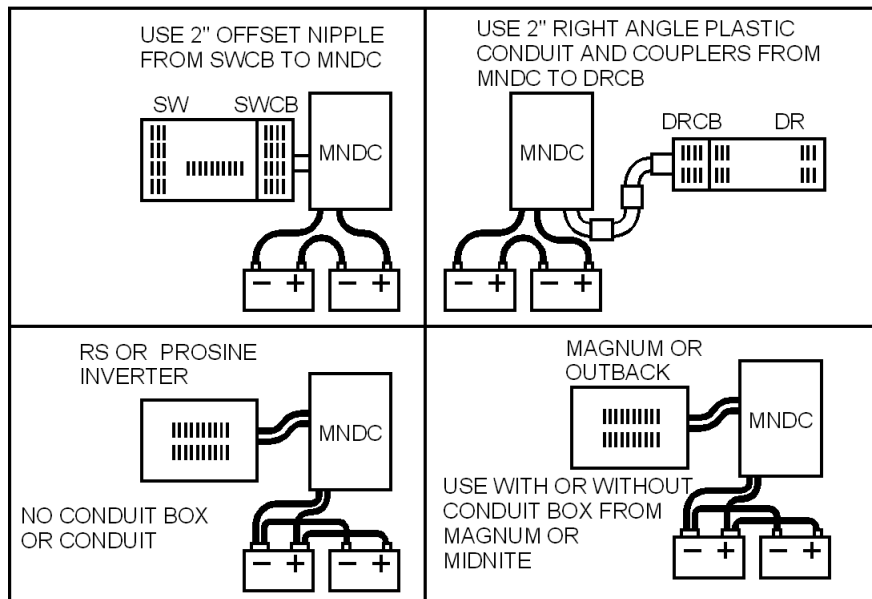 USE 2" OFFSET NIPPLE
FROM SWCB TO MNDC
SW SWCB
MNDC
- + - +
USE 2" RIGHT ANGLE PLASTIC
CONDUIT AND COUPLERS FROM
MNDC TO DRCB
DRCB DR
MNDC
- + - +
RS OR PROSINE
INVERTER
MNDC
NO CONDUIT BOX
OR CONDUIT
- + - +
MAGNUM OR
OUTBACK
MNDC
USE WITH OR WITHOUT
CONDUIT BOX FROM
MAGNUM OR
MIDNITE
- + - +